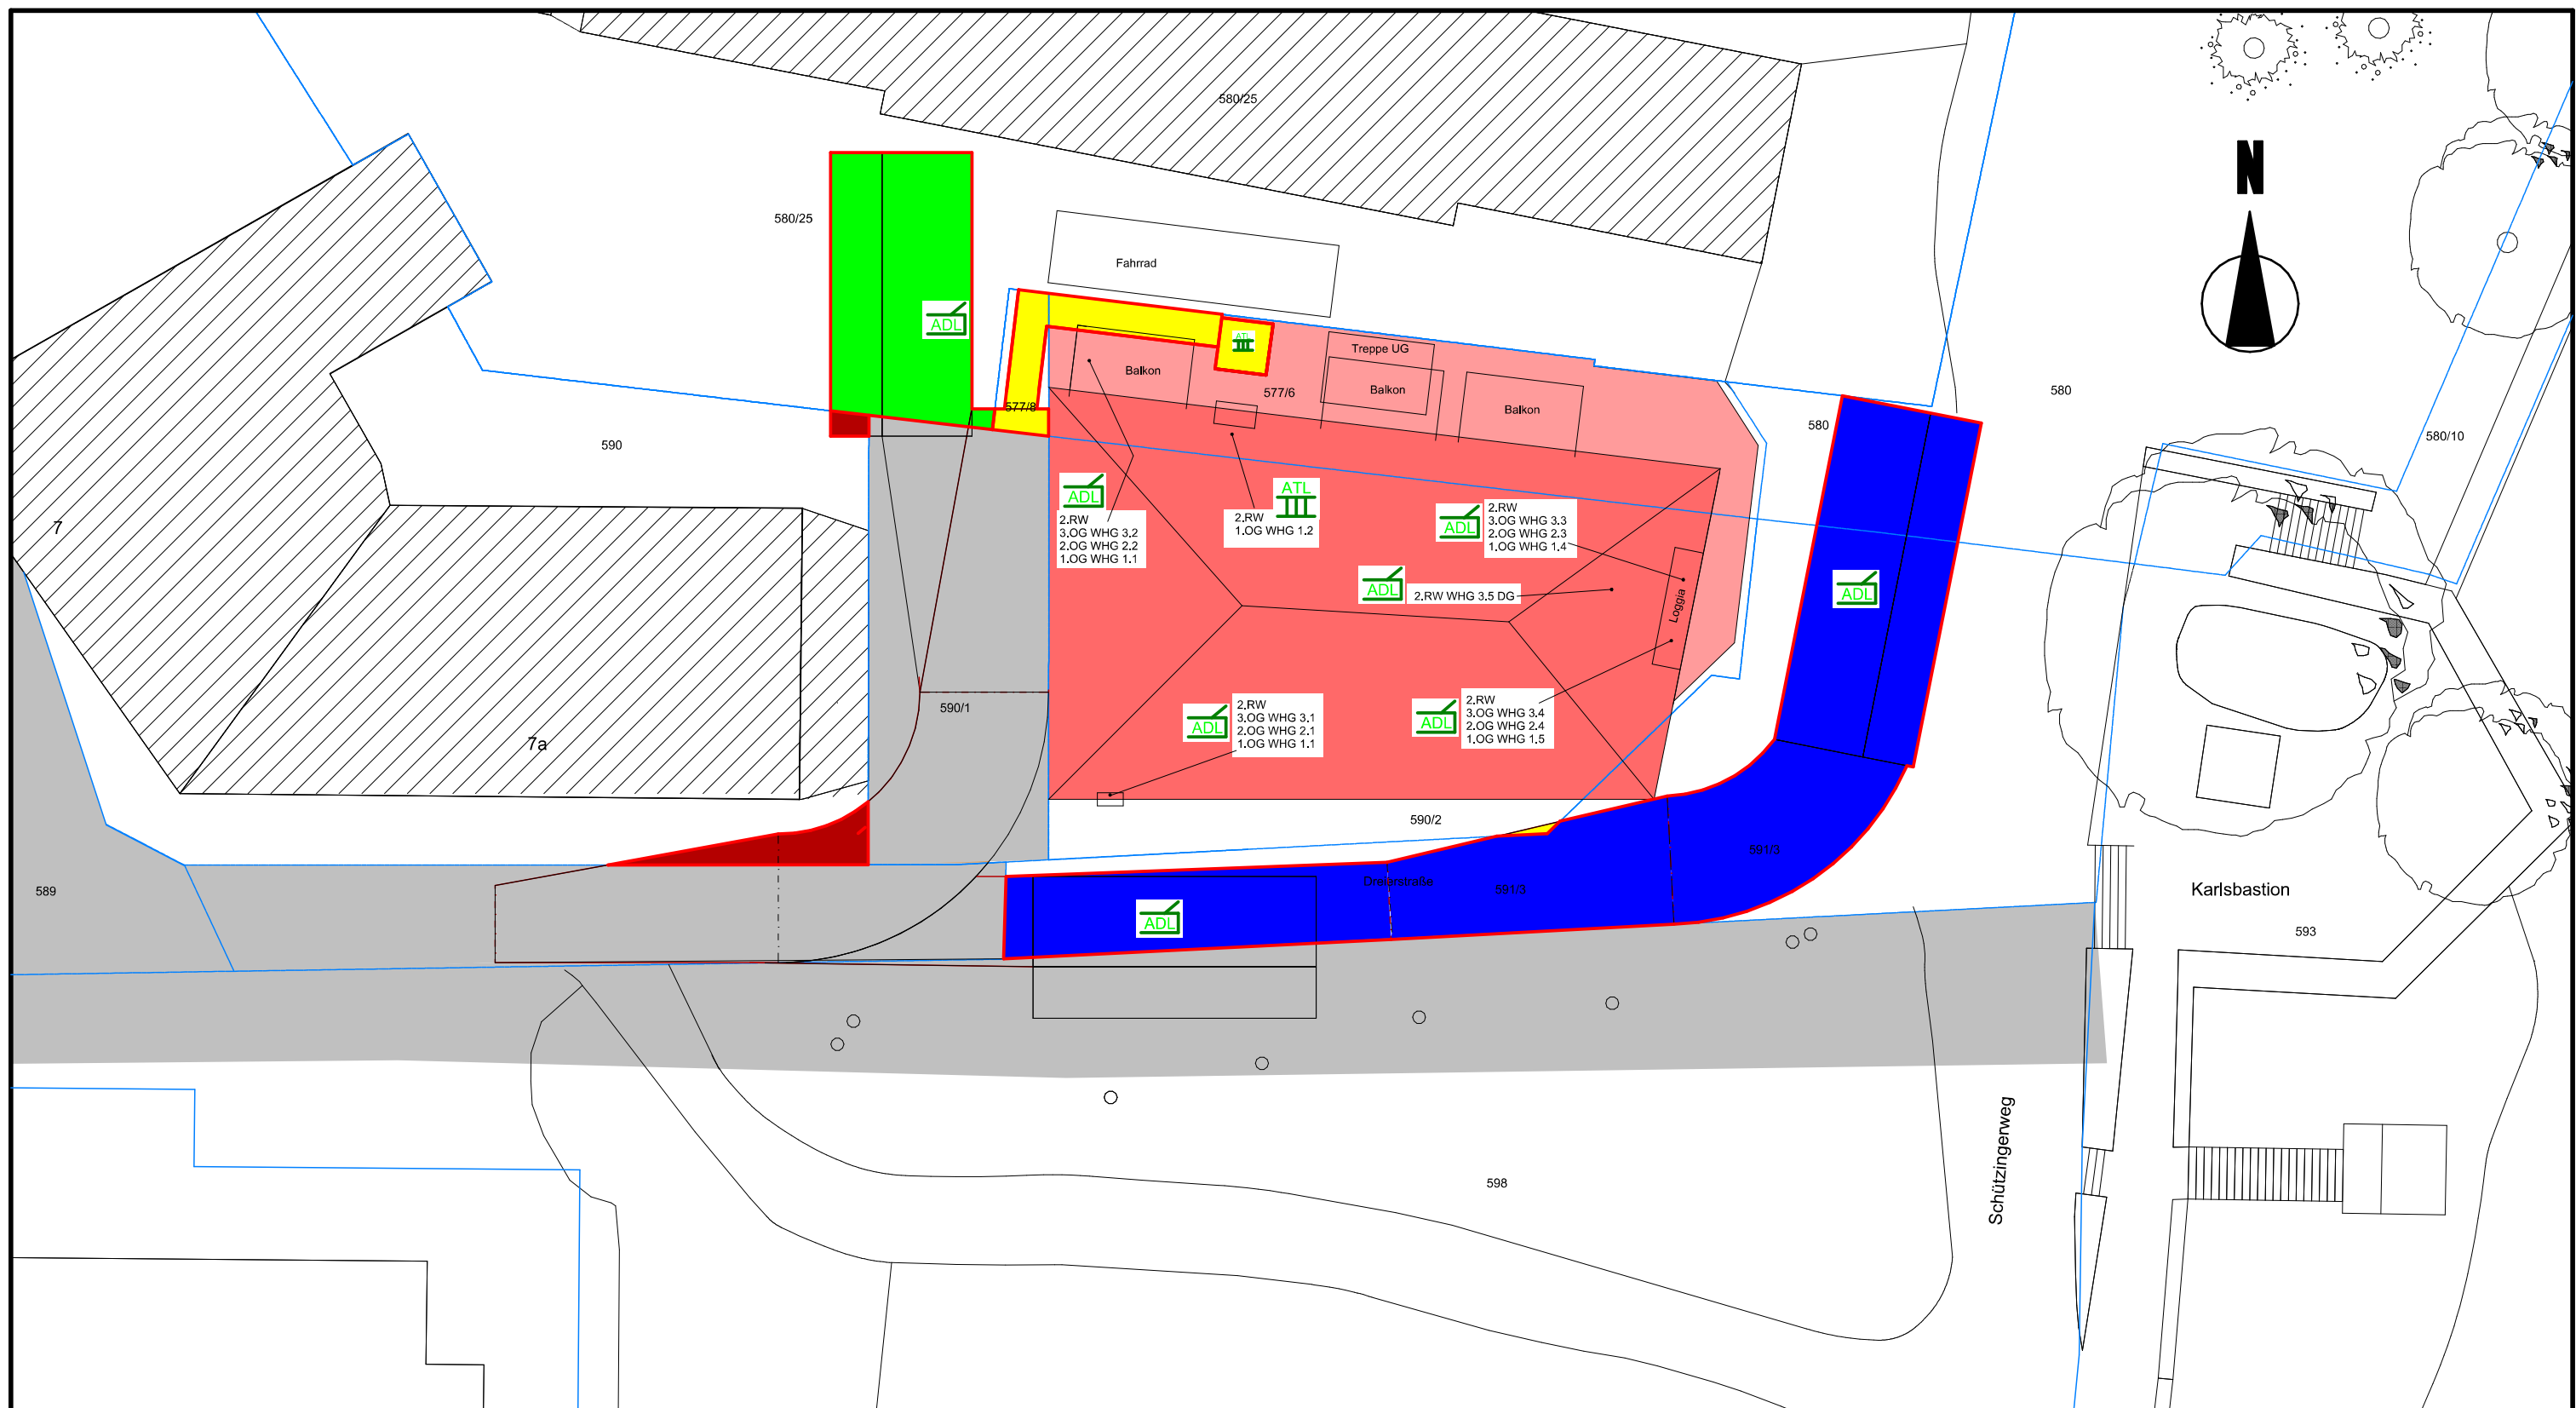 580/25
N
580/25
Fahrrad
ADL
ATL
Treppe UG
Balkon
Balkon
Balkon
577/6
577/8
580
580
580/10
590
ADL
2.RW
3.OG WHG 3.2
2.OG WHG 2.2
1.OG WHG 1.1
ATL
2.RW
1.OG WHG 1.2
ADL
2.RW
3.OG WHG 3.3
2.OG WHG 2.3
1.OG WHG 1.4
7
ADL
2.RW WHG 3.5 DG
Loggia
ADL
590/1
7a
ADL
2.RW
3.OG WHG 3.1
2.OG WHG 2.1
1.OG WHG 1.1
ADL
2.RW
3.OG WHG 3.4
2.OG WHG 2.4
1.OG WHG 1.5
590/2
591/3
589
Dreierstraße
591/3
Karlsbastion
ADL
593
598
Schützingerweg